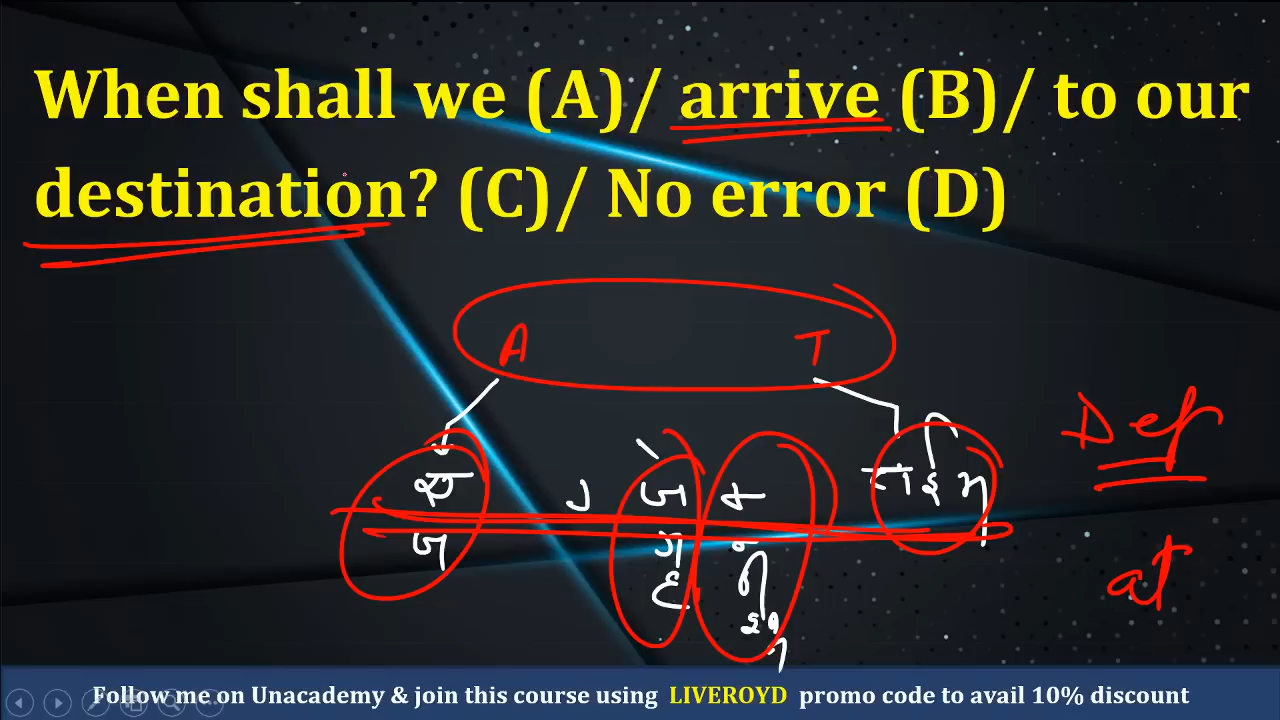 When shall we (A)/ arrive (B)/ to our
destination? (C)/ No error (D)
A T
Def
at
Follow me on Unacademy & join this course using LIVEROYD promo code to avail 10% discount